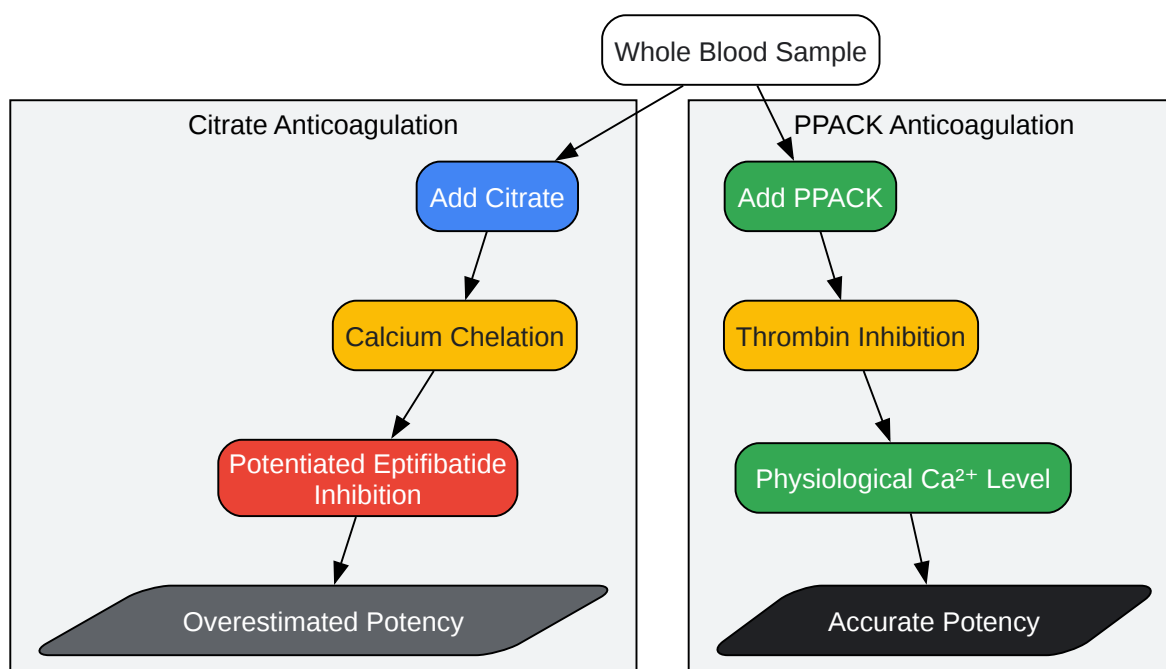 Whole Blood Sample
Citrate Anticoagulation
Add Citrate
Calcium Chelation
Potentiated Eptifibatide
Inhibition
Overestimated Potency
PPACK Anticoagulation
Add PPACK
Thrombin Inhibition
Physiological Ca²⁺ Level
Accurate Potency